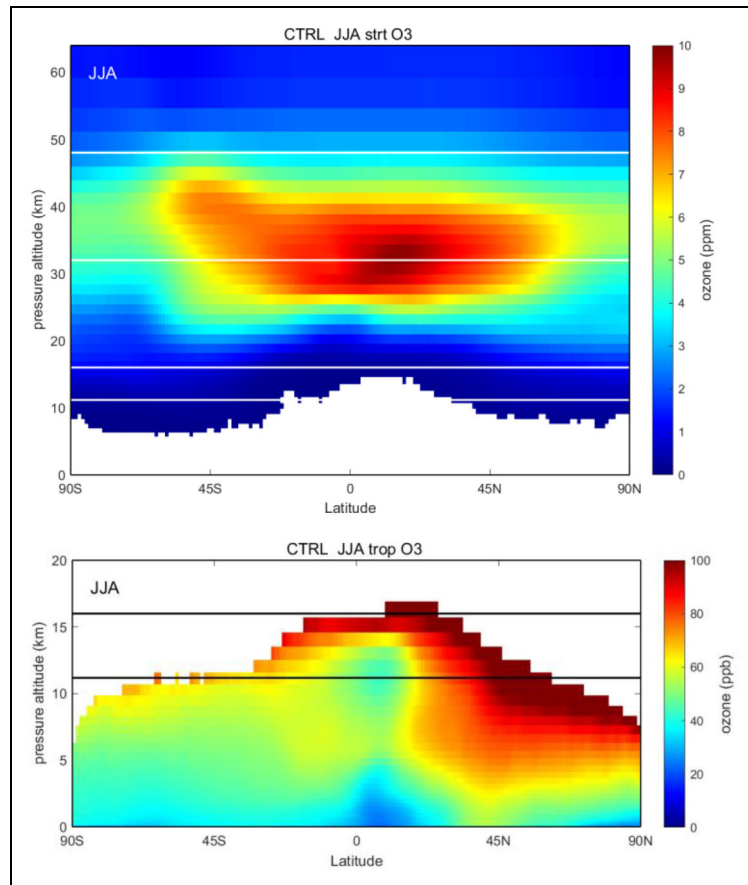 CTRL JJA strt O3
JJA
60
50
40
30
20
10
0
pressure altitude (km)
90S 45S 0 45N 90N
Latitude
10
9
8
7
6
5
4
3
2
1
0
ozone (ppm)
CTRL JJA trop O3
JJA
20
15
10
5
0
pressure altitude (km)
90S 45S 0 45N 90N
Latitude
100
80
60
40
20
0
ozone (ppb)